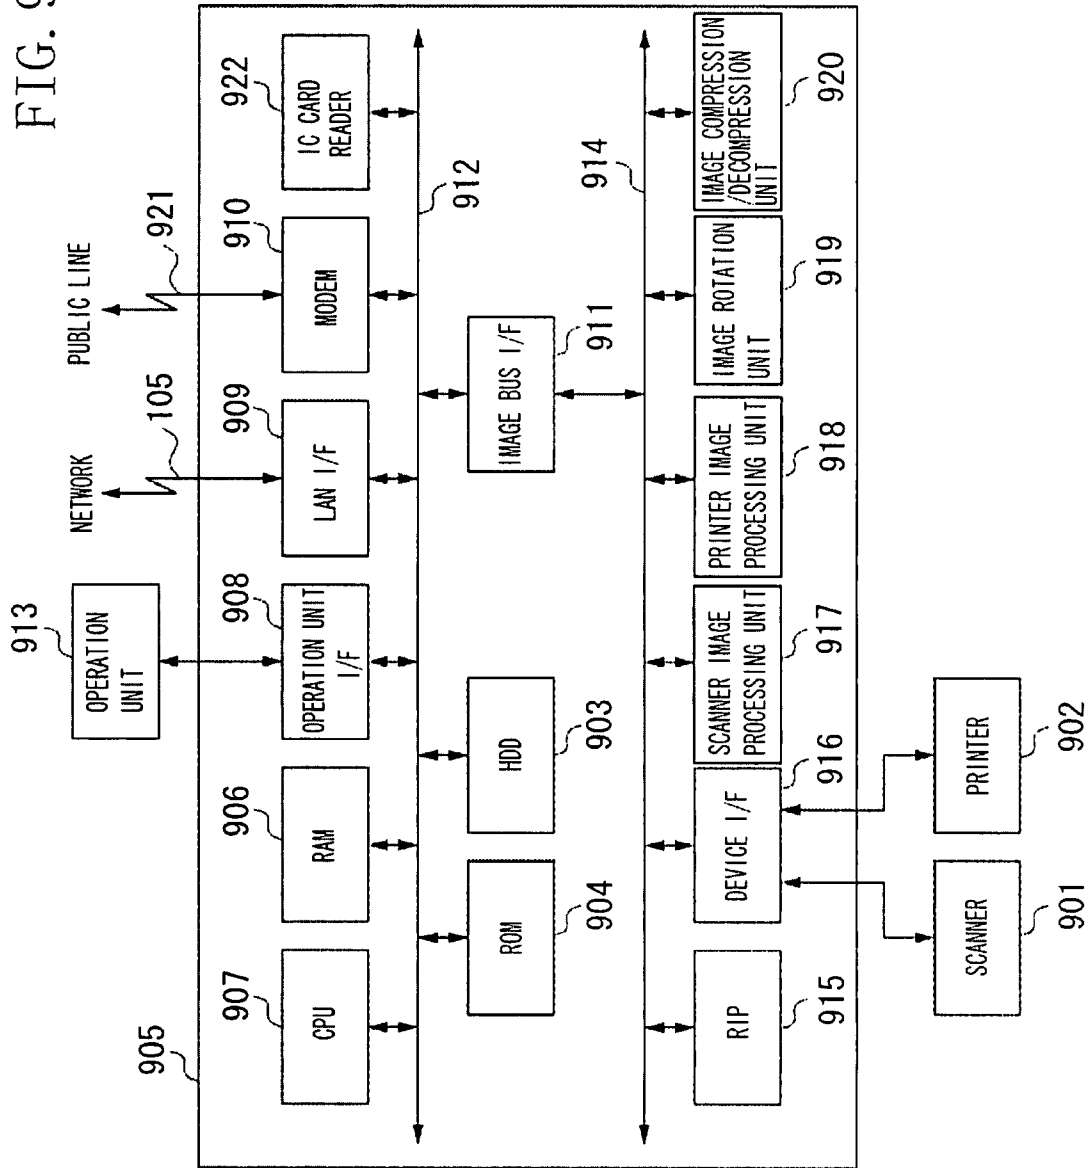 FIG. 9
913
OPERATION
UNIT
NETWORK
105
PUBLIC LINE
921
905
907
CPU
906
RAM
908
OPERATION UNIT
I/F
909
LAN I/F
910
MODEM
922
IC CARD
READER
912
ROM
904
HDD
903
IMAGE BUS I/F
911
914
RIP
915
DEVICE I/F
916
SCANNER IMAGE
PROCESSING UNIT
917
PRINTER IMAGE
PROCESSING UNIT
918
IMAGE ROTATION
UNIT
919
IMAGE COMPRESSION
/DECOMPRESSION
UNIT
920
SCANNER
901
PRINTER
902